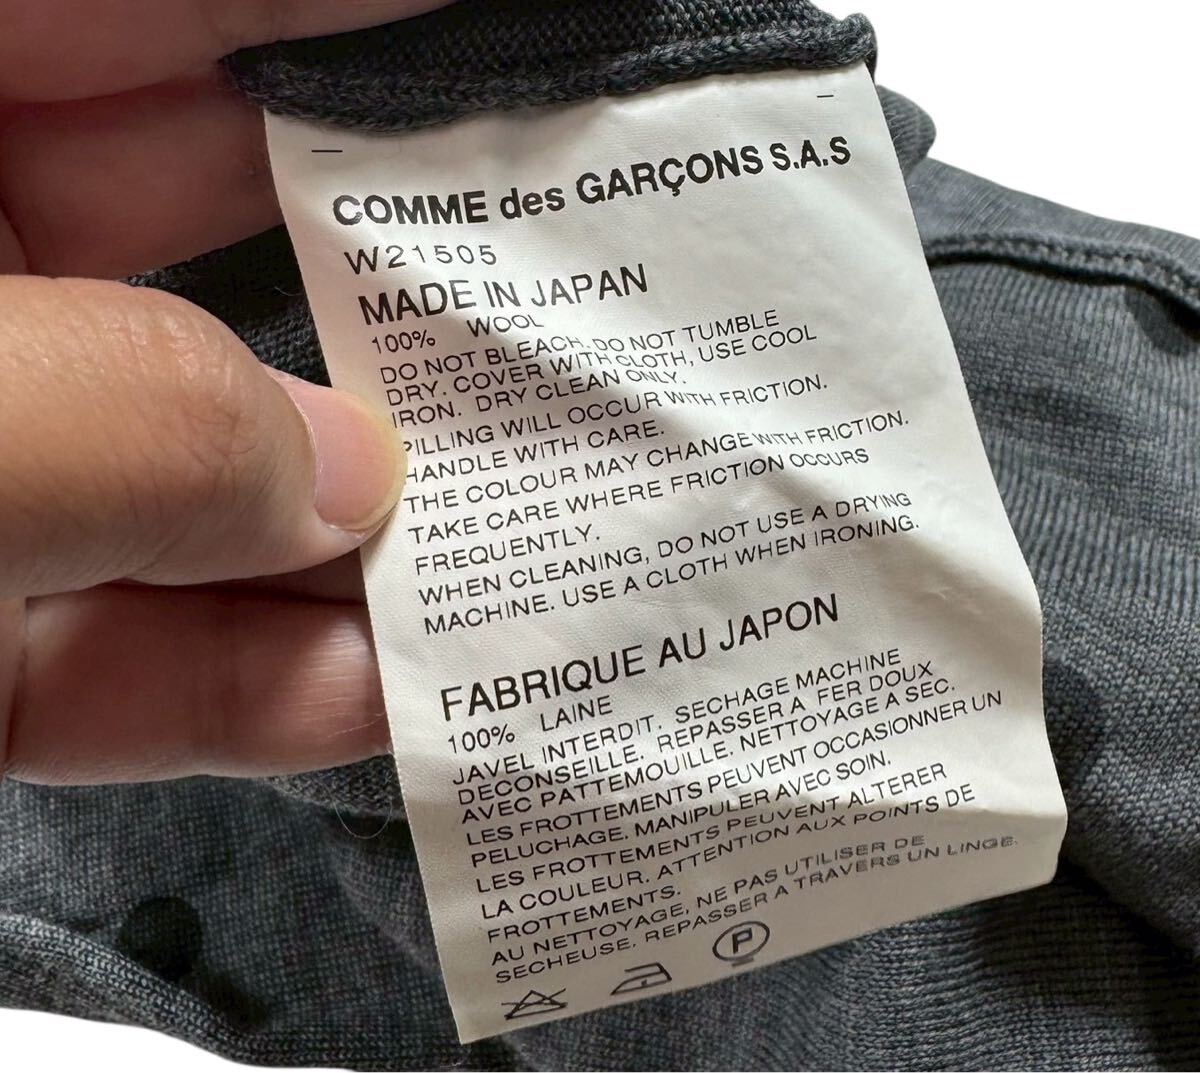 COMME des GARÇONS S.A.S
W21505
MADE IN JAPAN
100% WOOL
DO NOT BLEACH. DO NOT TUMBLE
DRY. COVER WITH CLOTH, USE COOL
IRON. DRY CLEAN ONLY.
PILLING WILL OCCUR WITH FRICTION.
HANDLE WITH CARE.
THE COLOUR MAY CHANGE WITH FRICTION.
TAKE CARE WHERE FRICTION OCCURS
FREQUENTLY.
WHEN CLEANING, DO NOT USE A DRYING
MACHINE. USE A CLOTH WHEN IRONING.
FABRIQUE AU JAPON
100% LAINE
JAVEL INTERDIT. SECHAGE MACHINE
DECONSEILLE. REPASSER A FER DOUX
AVEC PATTEMOUILLE. NETTOYAGE A SEC.
LES FROTTEMENTS PEUVENT OCCASIONNER UN
PELUCHAGE. MANIPULER AVEC SOIN.
LES FROTTEMENTS PEUVENT ALTERER
LA COULEUR. ATTENTION AUX POINTS DE
FROTTEMENTS.
AU NETTOYAGE, NE PAS UTILISER DE
SECHEUSE. REPASSER A TRAVERS UN LINGE.
P